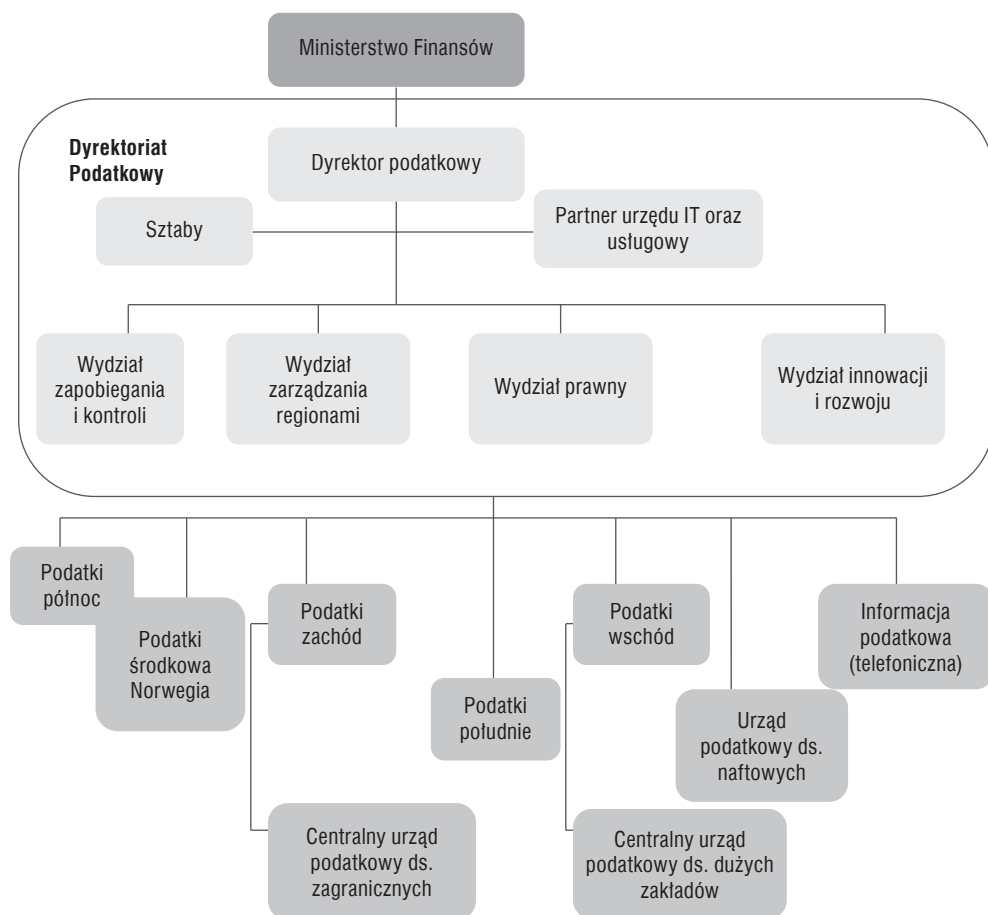 Ministerstwo Finansów
Dyrektoriat
Podatkowy
Dyrektor podatkowy
Sztaby
Partner urzędu IT oraz
usługowy
Wydział
zapobiegania
i kontroli
Wydział
zarządzania
regionami
Wydział prawny
Wydział innowacji
i rozwoju
Podatki
północ
Podatki
środkowa
Norwegia
Podatki
zachód
Podatki
południe
Podatki
wschód
Urząd
podatkowy ds.
naftowych
Informacja
podatkowa
(telefoniczna)
Centralny urząd
podatkowy ds.
zagranicznych
Centralny urząd
podatkowy ds. dużych
zakładów